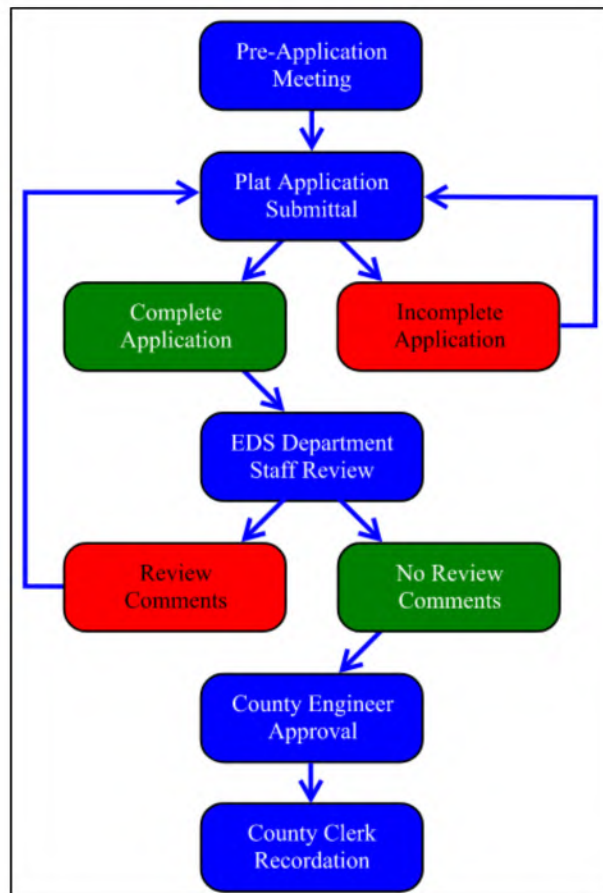 Pre-Application
Meeting
Plat Application
Submittal
Complete
Application
Incomplete
Application
EDS Department
Staff Review
Review
Comments
No Review
Comments
County Engineer
Approval
County Clerk
Recordation